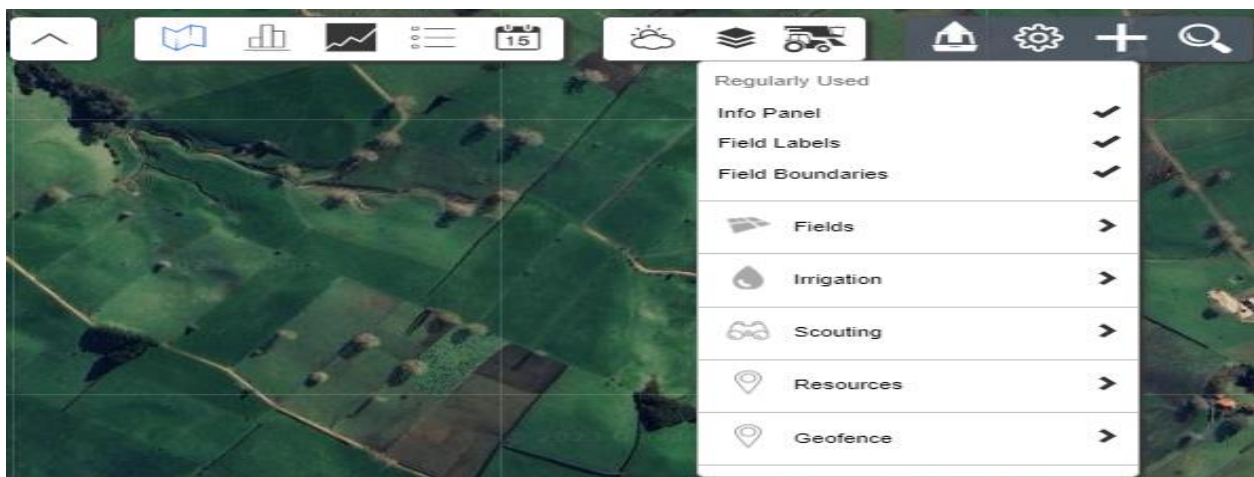 15
Regularly Used
Info Panel
Field Labels
Field Boundaries
Fields
Irrigation
Scouting
Resources
Geofence